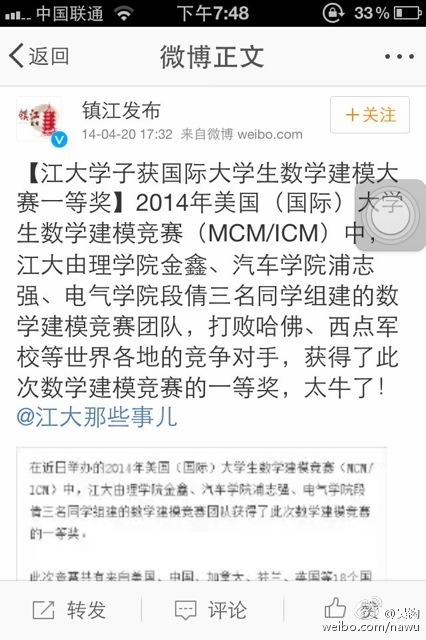 中国联通
下午7:48
33%
返回
微博正文
镇江
镇江发布
+关注
14-04-20 17:32 来自微博 weibo.com
【江大学子获国际大学生数学建模大
赛一等奖】2014年美国（国际）大学
生数学建模竞赛（MCM/ICM）中，
江大由理学院金鑫、汽车学院浦志
强、电气学院段倩三名同学组建的数
学建模竞赛团队，打败哈佛、西点军
校等世界各地的竞争对手，获得了此
次数学建模竞赛的一等奖，太牛了！
@江大那些事儿
在近日举办的2014年美国（国际）大学生数学建模竞赛（MCM/
ICM）中，江大由理学院金鑫、汽车学院浦志强、电气学院段
倩三名同学组建的数学建模竞赛团队获得了此次数学建模竞赛
的一等奖。
此次竞赛共有来自美国、中国、加拿大、芬兰、英国等18个国
转发
评论
赞
weibo.com/nawu